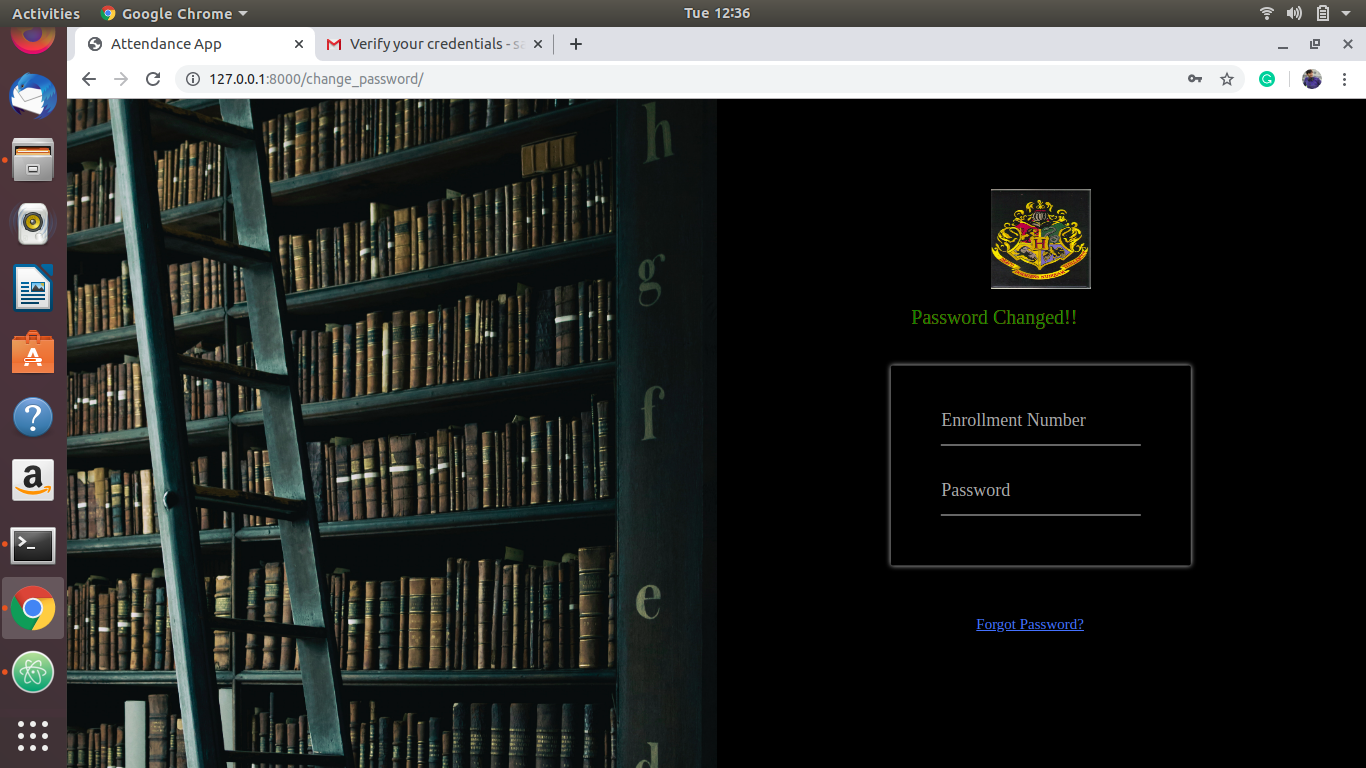 Activities Google Chrome Tue 12:36
Attendance App Verify your credentials - sa
127.0.0.1:8000/change_password/
h
g
f
e
d
Password Changed!!
Enrollment Number
Password
Forgot Password?